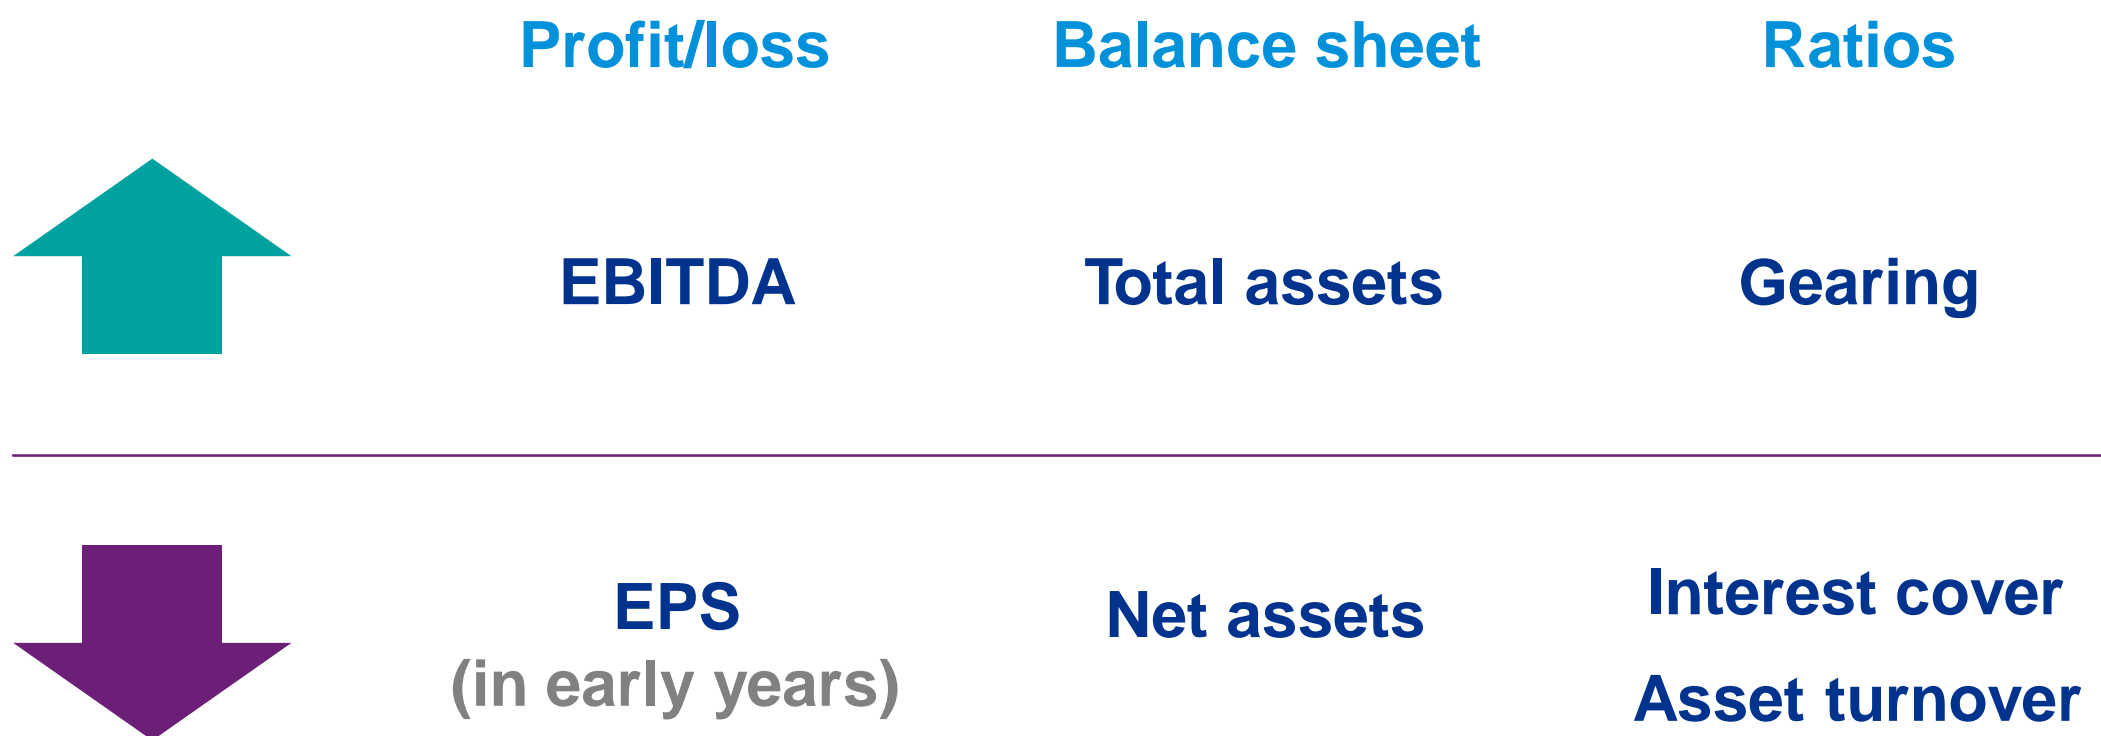 Profit/loss Balance sheet Ratios
EBITDA Total assets Gearing
EPS
(in early years)
Net assets
Interest cover
Asset turnover